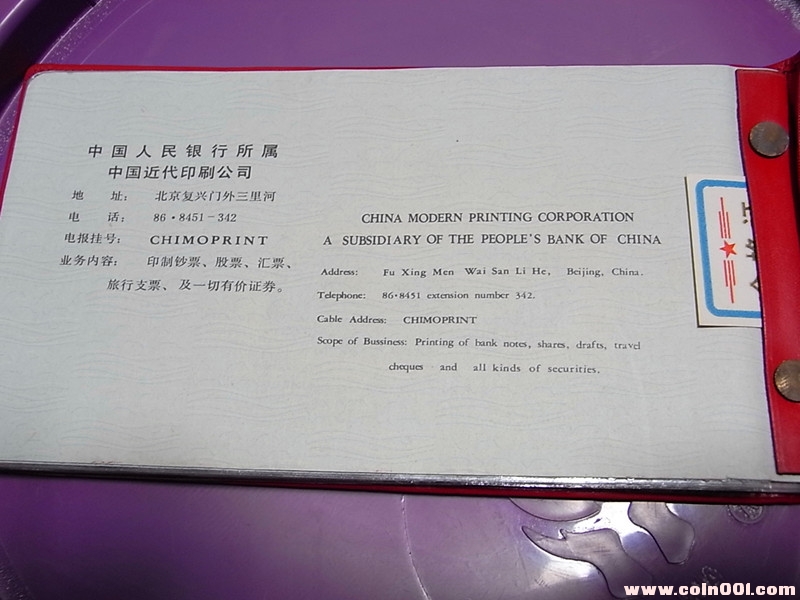 中国人民银行所属
中国近代印刷公司
地 址： 北京复兴门外三里河
电 话： 86·8451-342
电报挂号： CHIMOPRINT
业务内容： 印制钞票、股票、汇票、
旅行支票、及一切有价证券。
CHINA MODERN PRINTING CORPORATION
A SUBSIDIARY OF THE PEOPLE'S BANK OF CHINA
Address: Fu Xing Men Wai San Li He, Beijing, China.
Telephone: 86·8451 extension number 342.
Cable Address: CHIMOPRINT
Scope of Bussiness: Printing of bank notes, shares, drafts, travel
cheques and all kinds of securities.
www.coin001.com